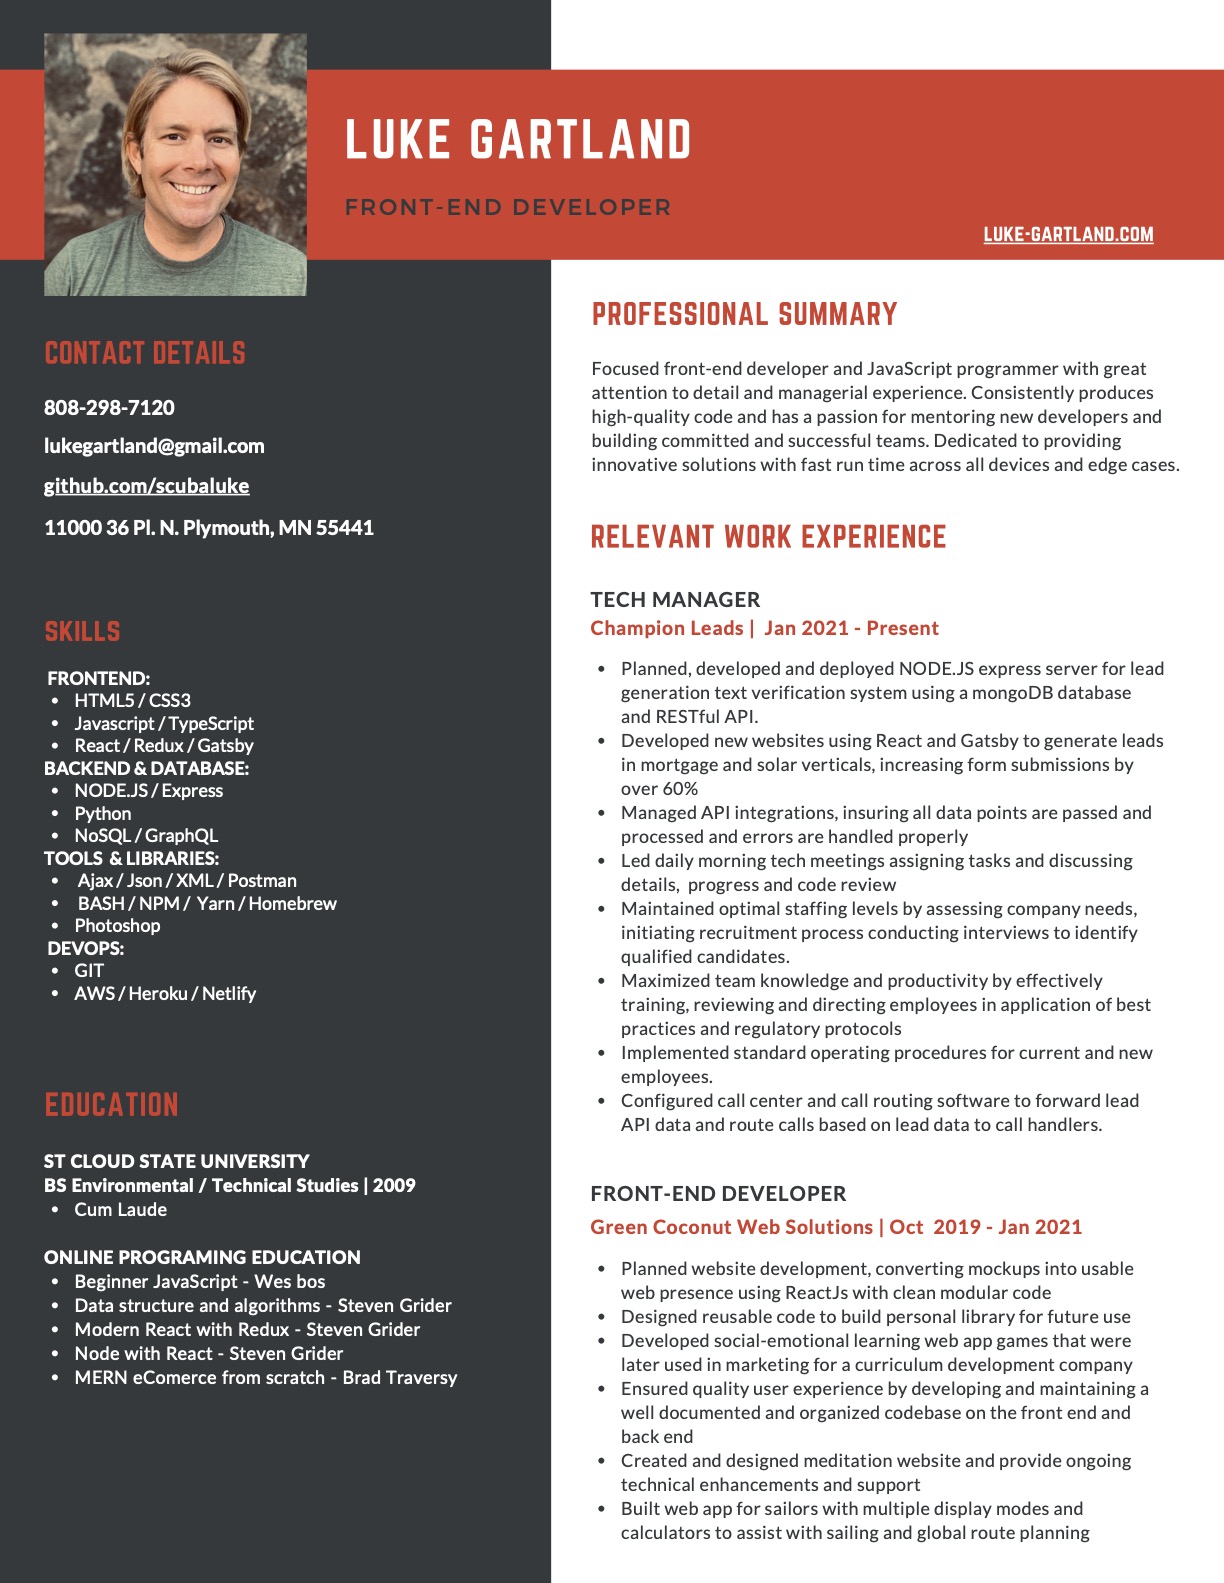 LUKE GARTLAND
FRONT-END DEVELOPER
LUKE-GARTLAND.COM
CONTACT DETAILS
808-298-7120
lukegartland@gmail.com
github.com/scubaluke
11000 36 Pl. N. Plymouth, MN 55441
SKILLS
FRONTEND:
• HTML5 / CSS3
• Javascript / TypeScript
• React / Redux / Gatsby
BACKEND & DATABASE:
• NODE.JS / Express
• Python
• NoSQL / GraphQL
TOOLS & LIBRARIES:
• Ajax / Json / XML / Postman
• BASH / NPM / Yarn / Homebrew
• Photoshop
DEVOPS:
• GIT
• AWS / Heroku / Netlify
EDUCATION
ST CLOUD STATE UNIVERSITY
BS Environmental / Technical Studies | 2009
• Cum Laude
ONLINE PROGRAMING EDUCATION
• Beginner JavaScript - Wes bos
• Data structure and algorithms - Steven Grider
• Modern React with Redux - Steven Grider
• Node with React - Steven Grider
• MERN eComerce from scratch - Brad Traversy
PROFESSIONAL SUMMARY
Focused front-end developer and JavaScript programmer with great
attention to detail and managerial experience. Consistently produces
high-quality code and has a passion for mentoring new developers and
building committed and successful teams. Dedicated to providing
innovative solutions with fast run time across all devices and edge cases.
RELEVANT WORK EXPERIENCE
TECH MANAGER
Champion Leads | Jan 2021 - Present
• Planned, developed and deployed NODE.JS express server for lead
generation text verification system using a mongoDB database
and RESTful API.
• Developed new websites using React and Gatsby to generate leads
in mortgage and solar verticals, increasing form submissions by
over 60%
• Managed API integrations, insuring all data points are passed and
processed and errors are handled properly
• Led daily morning tech meetings assigning tasks and discussing
details, progress and code review
• Maintained optimal staffing levels by assessing company needs,
initiating recruitment process conducting interviews to identify
qualified candidates.
• Maximized team knowledge and productivity by effectively
training, reviewing and directing employees in application of best
practices and regulatory protocols
• Implemented standard operating procedures for current and new
employees.
• Configured call center and call routing software to forward lead
API data and route calls based on lead data to call handlers.
FRONT-END DEVELOPER
Green Coconut Web Solutions | Oct 2019 - Jan 2021
• Planned website development, converting mockups into usable
web presence using ReactJs with clean modular code
• Designed reusable code to build personal library for future use
• Developed social-emotional learning web app games that were
later used in marketing for a curriculum development company
• Ensured quality user experience by developing and maintaining a
well documented and organized codebase on the front end and
back end
• Created and designed meditation website and provide ongoing
technical enhancements and support
• Built web app for sailors with multiple display modes and
calculators to assist with sailing and global route planning